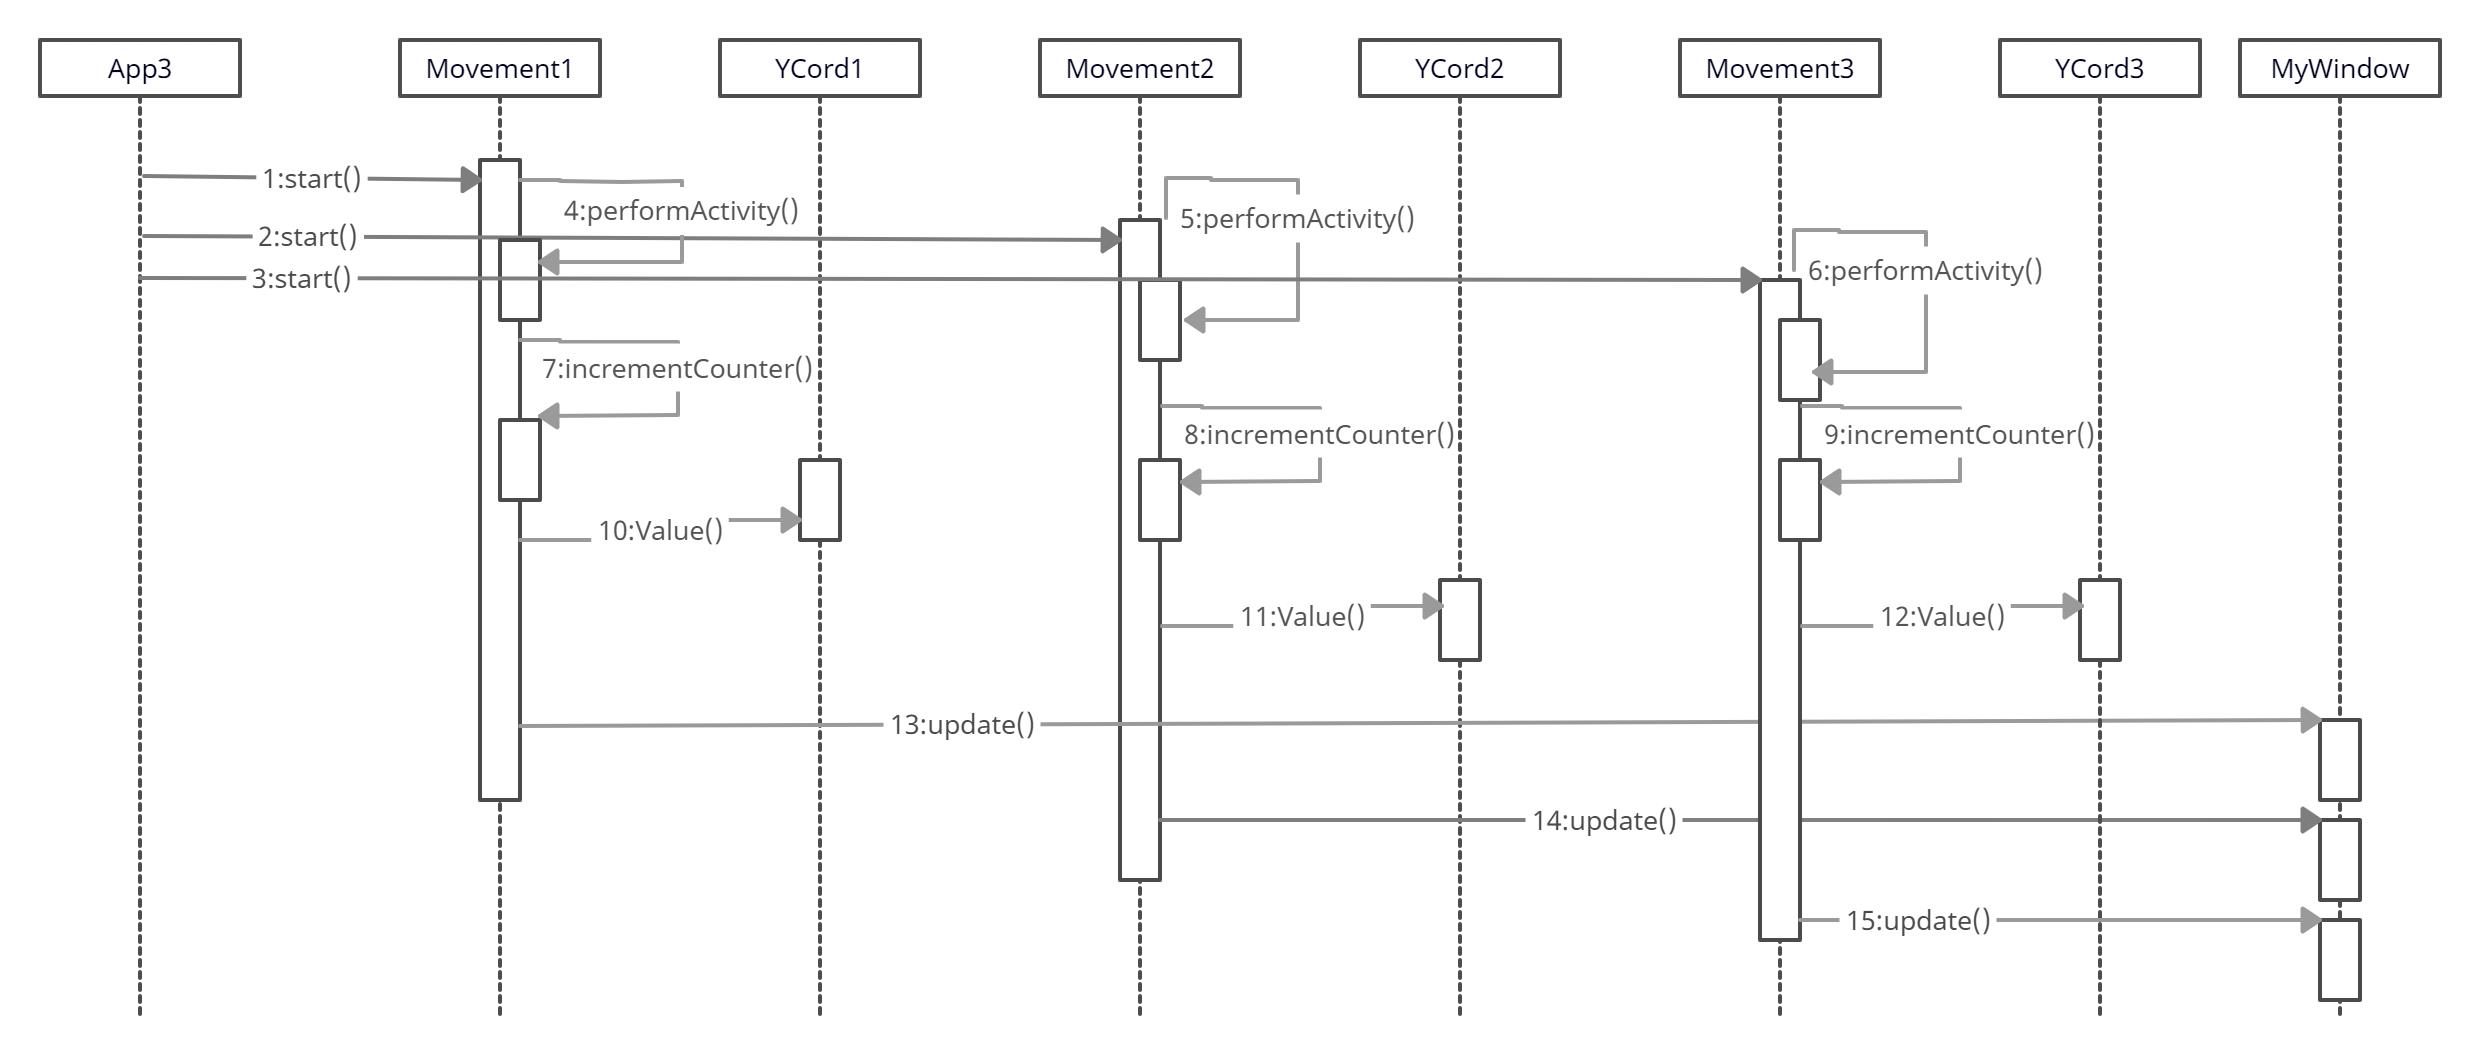 App3
Movement1
YCord1
Movement2
YCord2
Movement3
YCord3
MyWindow
1:start()
4:performActivity()
5:performActivity()
2:start()
3:start()
6:performActivity()
7:incrementCounter()
8:incrementCounter()
9:incrementCounter()
10:Value()
11:Value()
12:Value()
13:update()
14:update()
15:update()